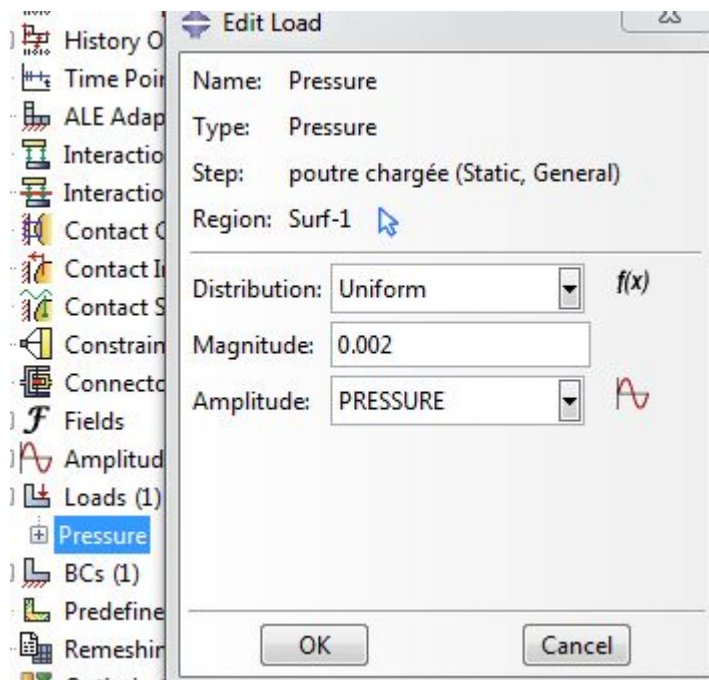 History O
Time Poin
ALE Adap
Interactio
Interactio
Contact C
Contact I
Contact S
Constrain
Connecto
Fields
Amplitud
Loads (1)
Pressure
BCs (1)
Predefine
Remeshin
Edit Load
Name: Pressure
Type: Pressure
Step: poutre chargée (Static, General)
Region: Surf-1
Distribution: Uniform f(x)
Magnitude: 0.002
Amplitude: PRESSURE
OK Cancel